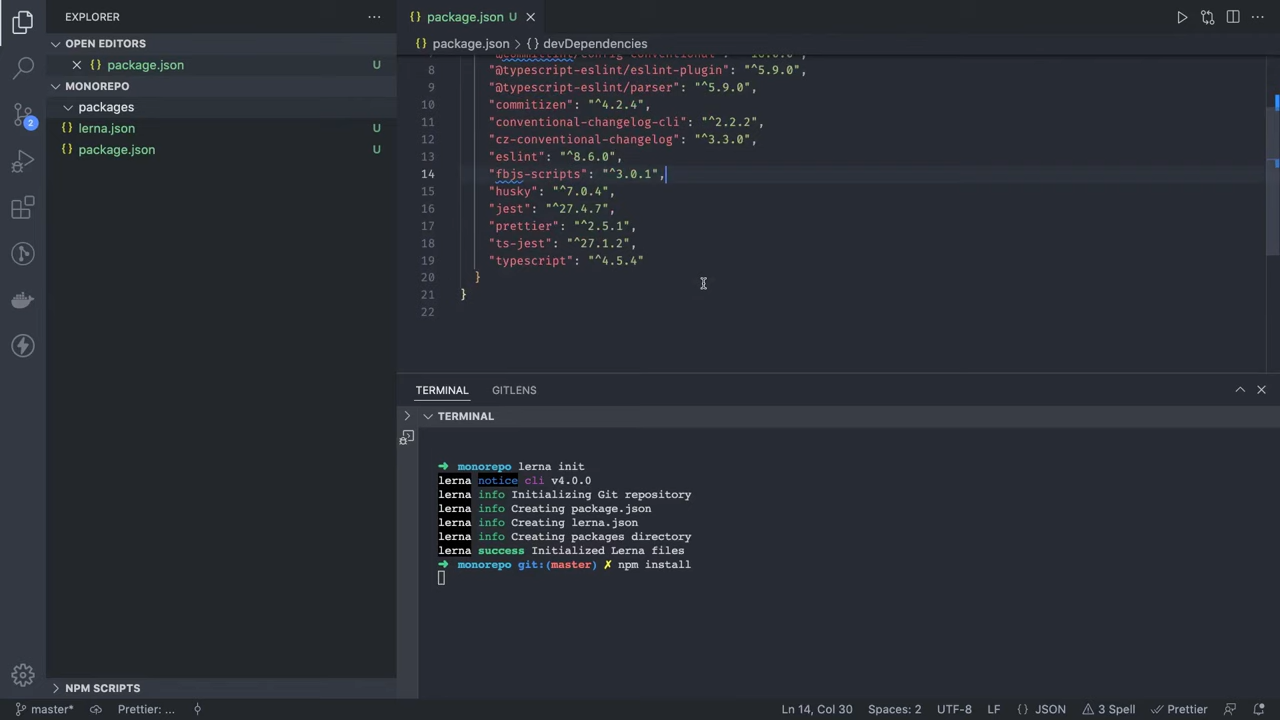 EXPLORER
OPEN EDITORS
package.json U
MONOREPO
packages
lerna.json U
package.json U
2
NPM SCRIPTS
package.json U
package.json > {} devDependencies
8 "@typescript-eslint/eslint-plugin": "^5.9.0",
9 "@typescript-eslint/parser": "^5.9.0",
10 "commitizen": "^4.2.4",
11 "conventional-changelog-cli": "^2.2.2",
12 "cz-conventional-changelog": "^3.3.0",
13 "eslint": "^8.6.0",
14 "fbjs-scripts": "^3.0.1",
15 "husky": "^7.0.4",
16 "jest": "^27.4.7",
17 "prettier": "^2.5.1",
18 "ts-jest": "^27.1.2",
19 "typescript": "^4.5.4"
20 }
21 }
22
TERMINAL GITLENS
TERMINAL
➜ monorepo lerna init
lerna notice cli v4.0.0
lerna info Initializing Git repository
lerna info Creating package.json
lerna info Creating lerna.json
lerna info Creating packages directory
lerna success Initialized Lerna files
➜ monorepo git:(master) ✗ npm install
master* Prettier: ... Ln 14, Col 30 Spaces: 2 UTF-8 LF {} JSON 3 Spell Prettier